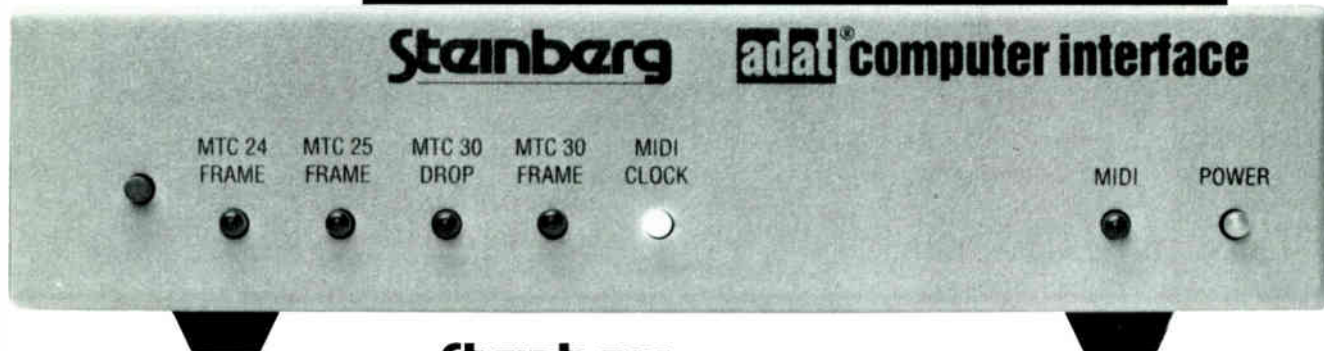 Steinberg adat® computer interface
MTC 24 FRAME
MTC 25 FRAME
MTC 30 DROP
MTC 30 FRAME
MIDI CLOCK
MIDI
POWER